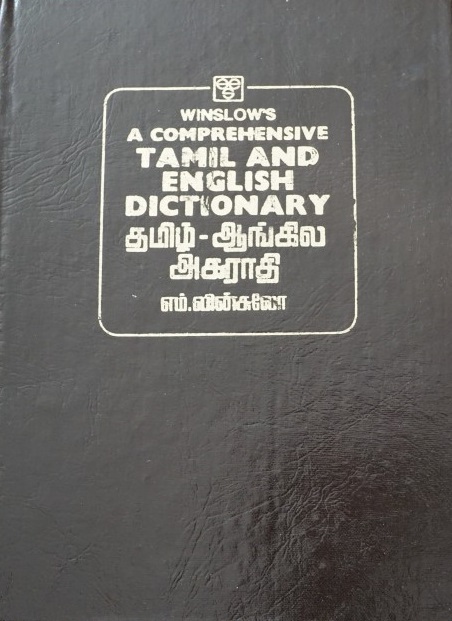 WINSLOW'S
A COMPREHENSIVE
TAMIL AND
ENGLISH
DICTIONARY
தமிழ் - ஆங்கில
அகராதி
எம்.வின்சுலோ